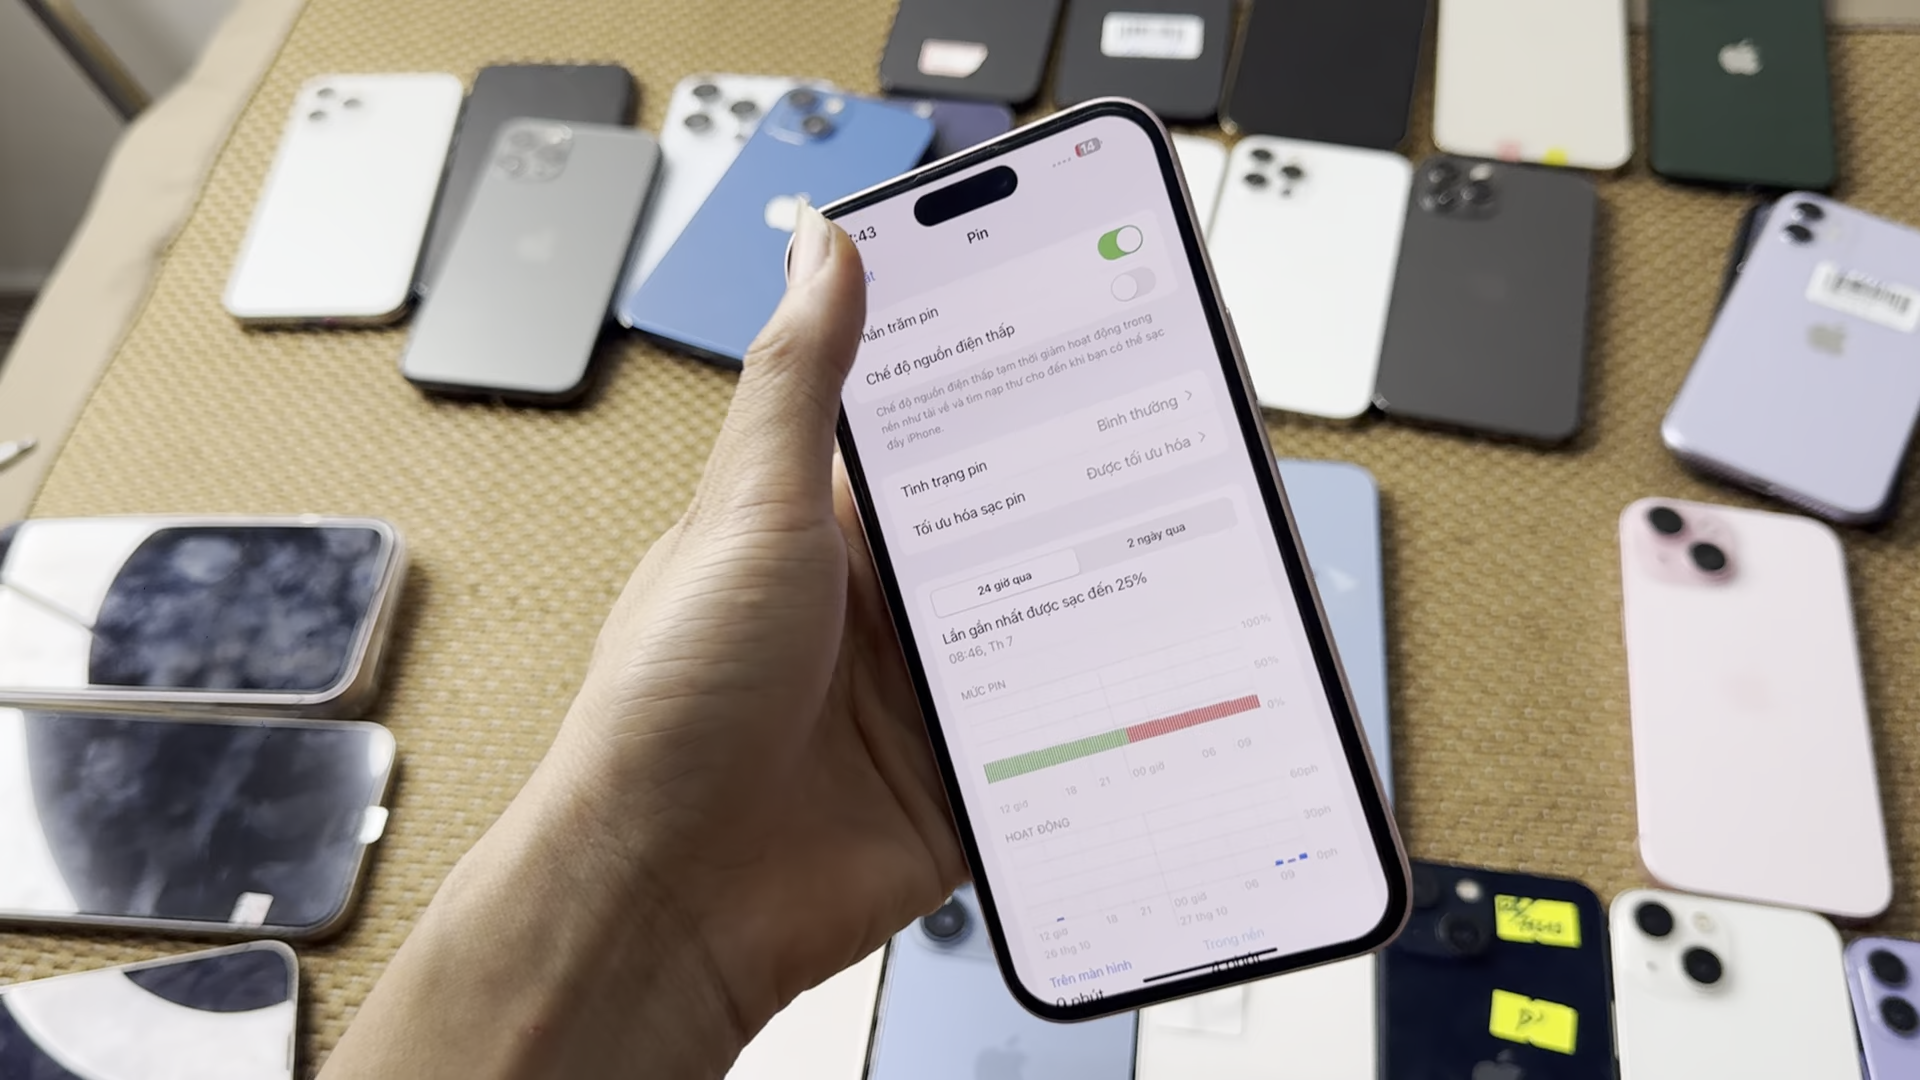 14
:43
Pin
hần trăm pin
Chế độ nguồn điện thấp
Chế độ nguồn điện thấp tạm thời giảm hoạt động trong
nền như tải về và tìm nạp thư cho đến khi bạn có thể sạc
đầy iPhone.
Tình trạng pin
Bình thường
Tối ưu hóa sạc pin
Được tối ưu hóa
24 giờ qua
2 ngày qua
Lần gần nhất được sạc đến 25%
08:46, Th 7
MỨC PIN
100%
50%
0%
12 giờ 18 21 00 giờ 06 09
HOẠT ĐỘNG
60ph
30ph
0ph
12 giờ 18 21 00 giờ 06 09
26 thg 10 27 thg 10
Trên màn hình
Trong nền
0 phút